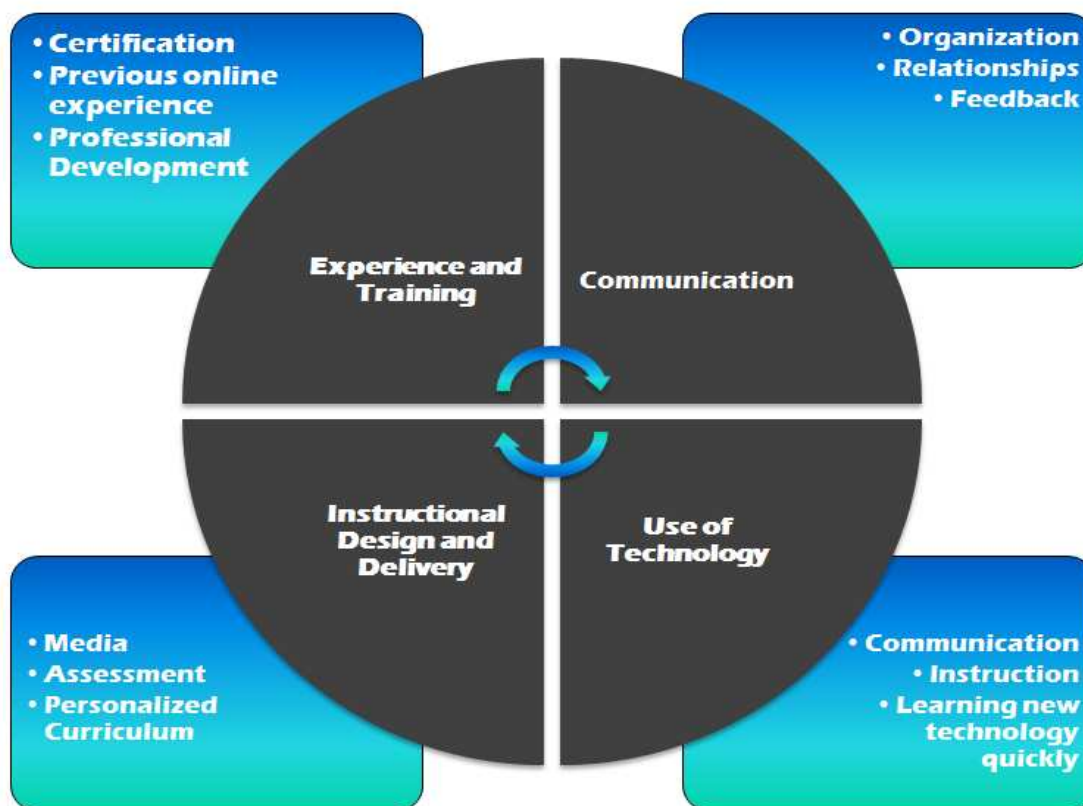 • Certification
• Previous online
experience
• Professional
Development
• Organization
• Relationships
• Feedback
Experience and
Training
Communication
Instructional
Design and
Delivery
Use of
Technology
• Media
• Assessment
• Personalized
Curriculum
• Communication
• Instruction
• Learning new
technology
quickly